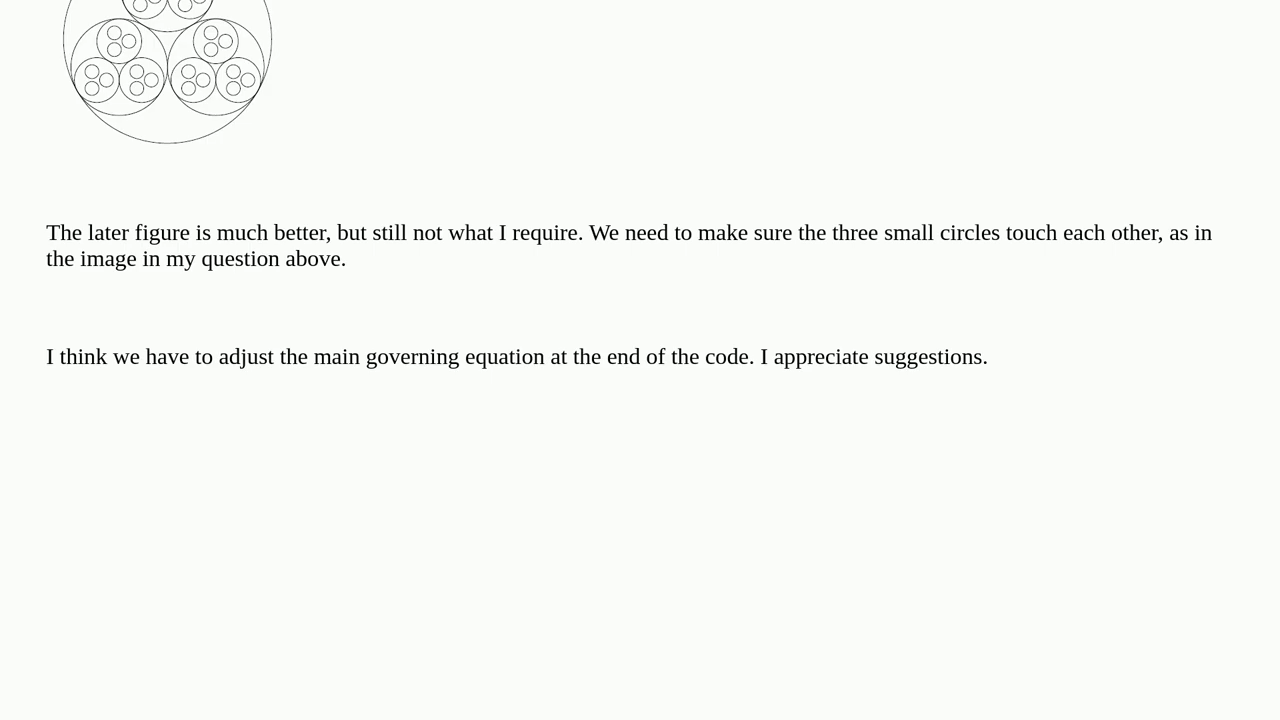 The later figure is much better, but still not what I require. We need to make sure the three small circles touch each other, as in
the image in my question above.
I think we have to adjust the main governing equation at the end of the code. I appreciate suggestions.